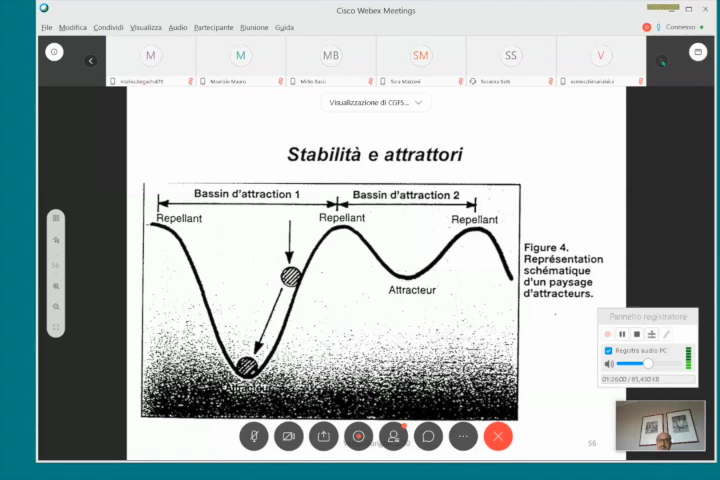 Cisco Webex Meetings
File Modifica Condividi Visualizza Audio Partecipante Riunione Guida
Connesso
M M MB SM SS V
Maurizio Mauro Mirko Bassi Sara Mazzoni Susanna Sarti
Visualizzazione di CGFS...
Stabilità e attrattori
Bassin d'attraction 1 Bassin d'attraction 2
Repellant Repellant Repellant
Attracteur
Figure 4.
Représentation
schématique
d'un paysage
d'attracteurs.
Pannello registratore
Registra audio PC
56
56